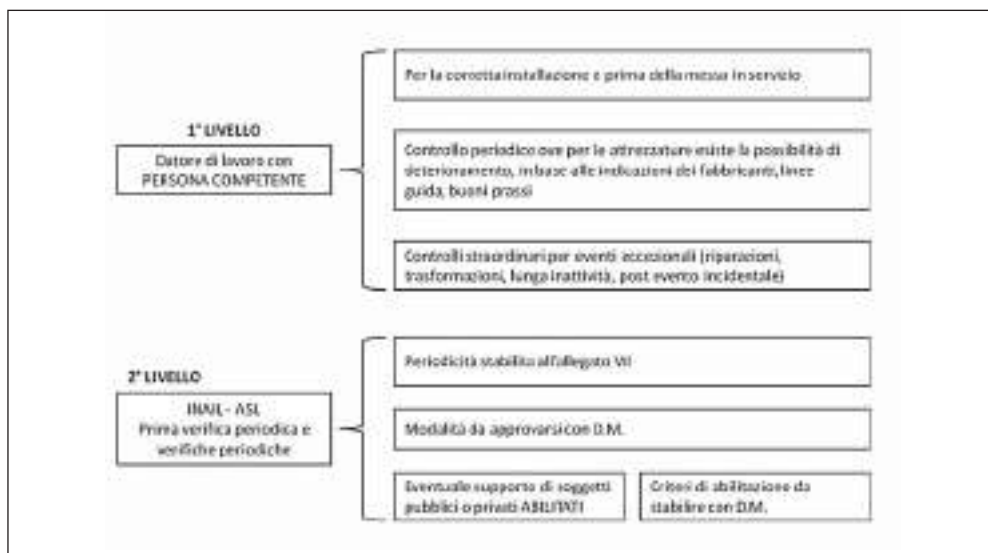 Per la corretta installazione e prima della messa in servizio
1° LIVELLO
Datore di lavoro con
PERSONA COMPETENTE
Controllo periodico ove per le attrezzature esiste la possibilità di
deterioramento, in base alle indicazioni dei fabbricanti, linee
guida, buoni prassi
Controlli straordinari per eventi eccezionali (riparazioni,
trasformazioni, lunga inattività, post evento incidentale)
Periodicità stabilita all'allegato VII
2° LIVELLO
INAIL - ASL
Prima verifica periodica e
verifiche periodiche
Modalità da approvarsi con D.M.
Eventuale supporto di soggetti
pubblici o privati ABILITATI
Criteri di abilitazione da
stabilire con D.M.